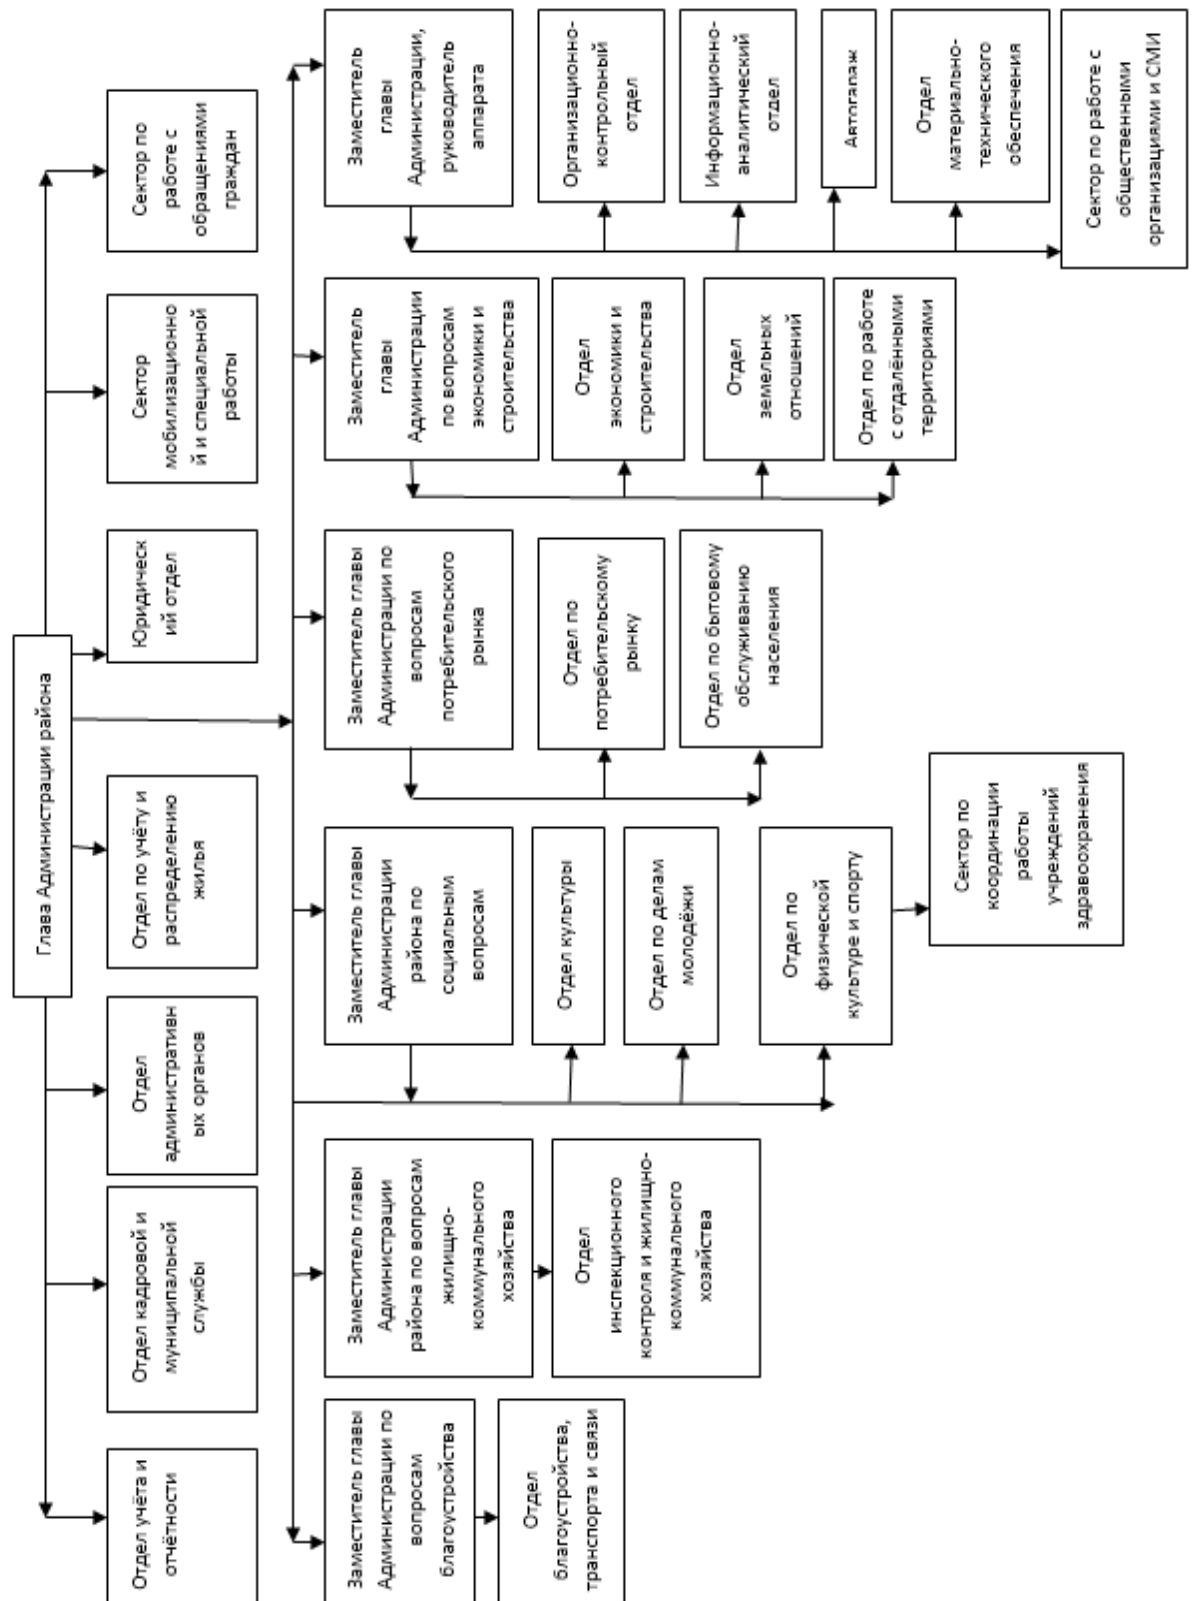 Глава Администрации района
Отдел учёта и
отчётности
Отдел кадровой и
муниципальной
службы
Отдел
административн
ых органов
Отдел по учёту и
распределению
жилья
Юридическ
ий отдел
Сектор
мобилизационно
й и специальной
работы
Сектор по
работе с
обращениями
граждан
Заместитель главы
Администрации по
вопросам
благоустройства
Отдел
благоустройства,
транспорта и связи
Заместитель главы
Администрации
района по вопросам
жилищно-
коммунального
хозяйства
Отдел
инспекционного
контроля и жилищно-
коммунального
хозяйства
Заместитель главы
Администрации
района по
социальным
вопросам
Отдел культуры
Отдел по делам
молодёжи
Отдел по
физической
культуре и спорту
Сектор по
координации
работы
учреждений
здравоохранения
Заместитель главы
Администрации по
вопросам
потребительского
рынка
Отдел по
потребительскому
рынку
Отдел по бытовому
обслуживанию
населения
Заместитель
главы
Администрации
по вопросам
экономики и
строительства
Отдел
экономики и
строительства
Отдел
земельных
отношений
Отдел по работе
с отдалёнными
территориями
Заместитель
главы
Администрации,
руководитель
аппарата
Организационно-
контрольный
отдел
Информационно-
аналитический
отдел
Автогараж
Отдел
материально-
технического
обеспечения
Сектор по работе с
общественными
организациями и СМИ